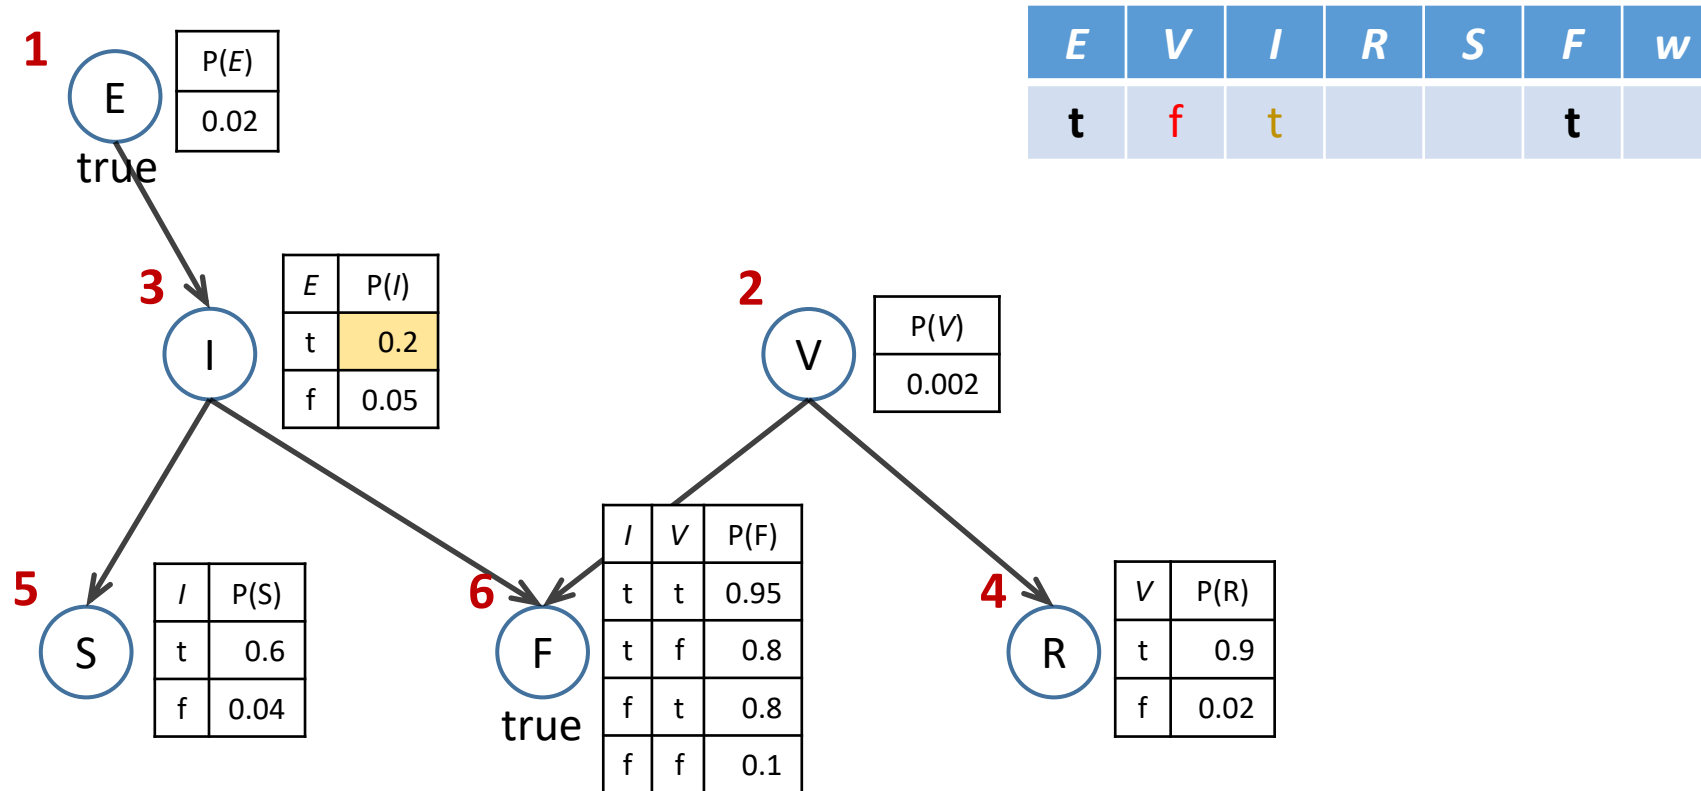 E V I R S F w
t f t t
1
E
P(E)
0.02
true
3
I
E P(I)
t 0.2
f 0.05
2
V
P(V)
0.002
5
S
I P(S)
t 0.6
f 0.04
6
F
true
I V P(F)
t t 0.95
t f 0.8
f t 0.8
f f 0.1
4
R
V P(R)
t 0.9
f 0.02